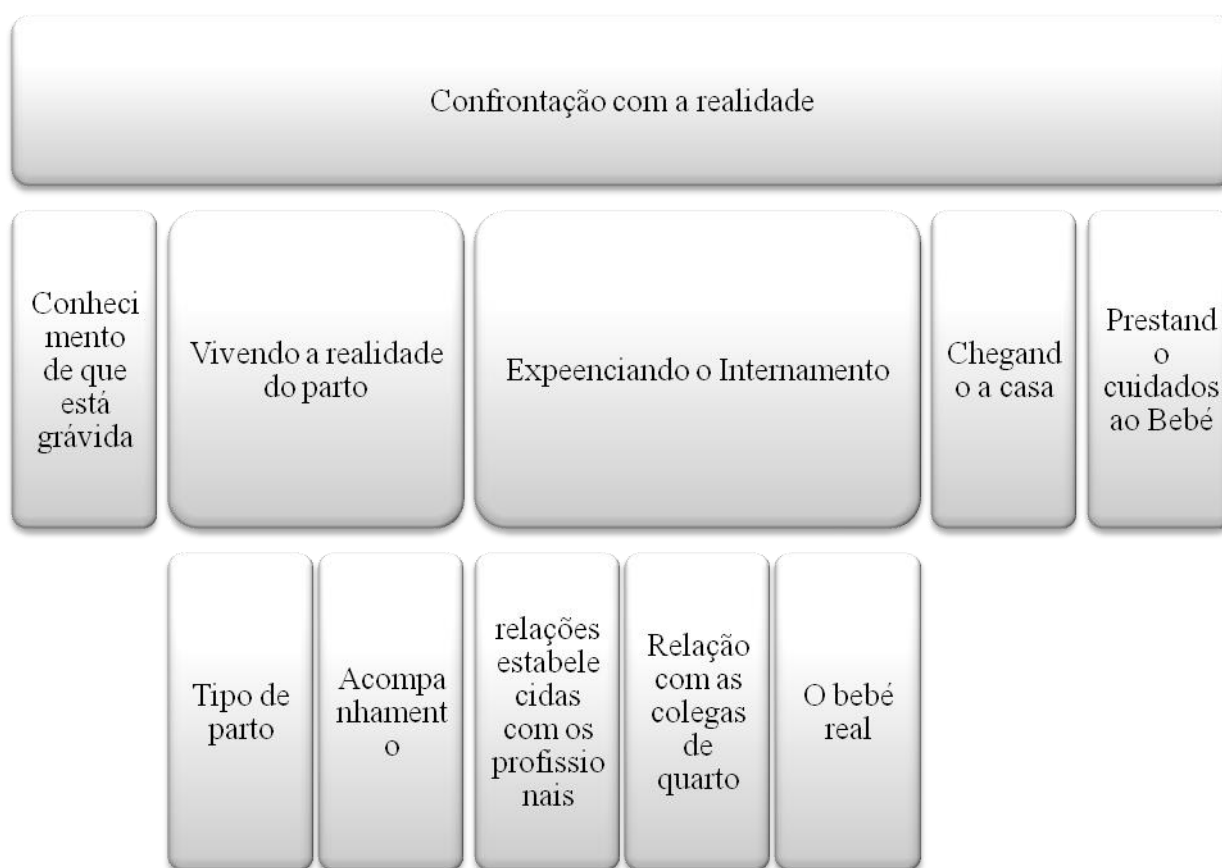 Confrontação com a realidade
Conheci
mento
de que
está
grávida
Vivendo a realidade
do parto
Expeenciando o Internamento
Chegand
o a casa
Prestand
o
cuidados
ao Bebé
Tipo de
parto
Acompa
nhament
o
relações
estabele
cidas
com os
profissio
nais
Relação
com as
colegas
de
quarto
O bebé
real